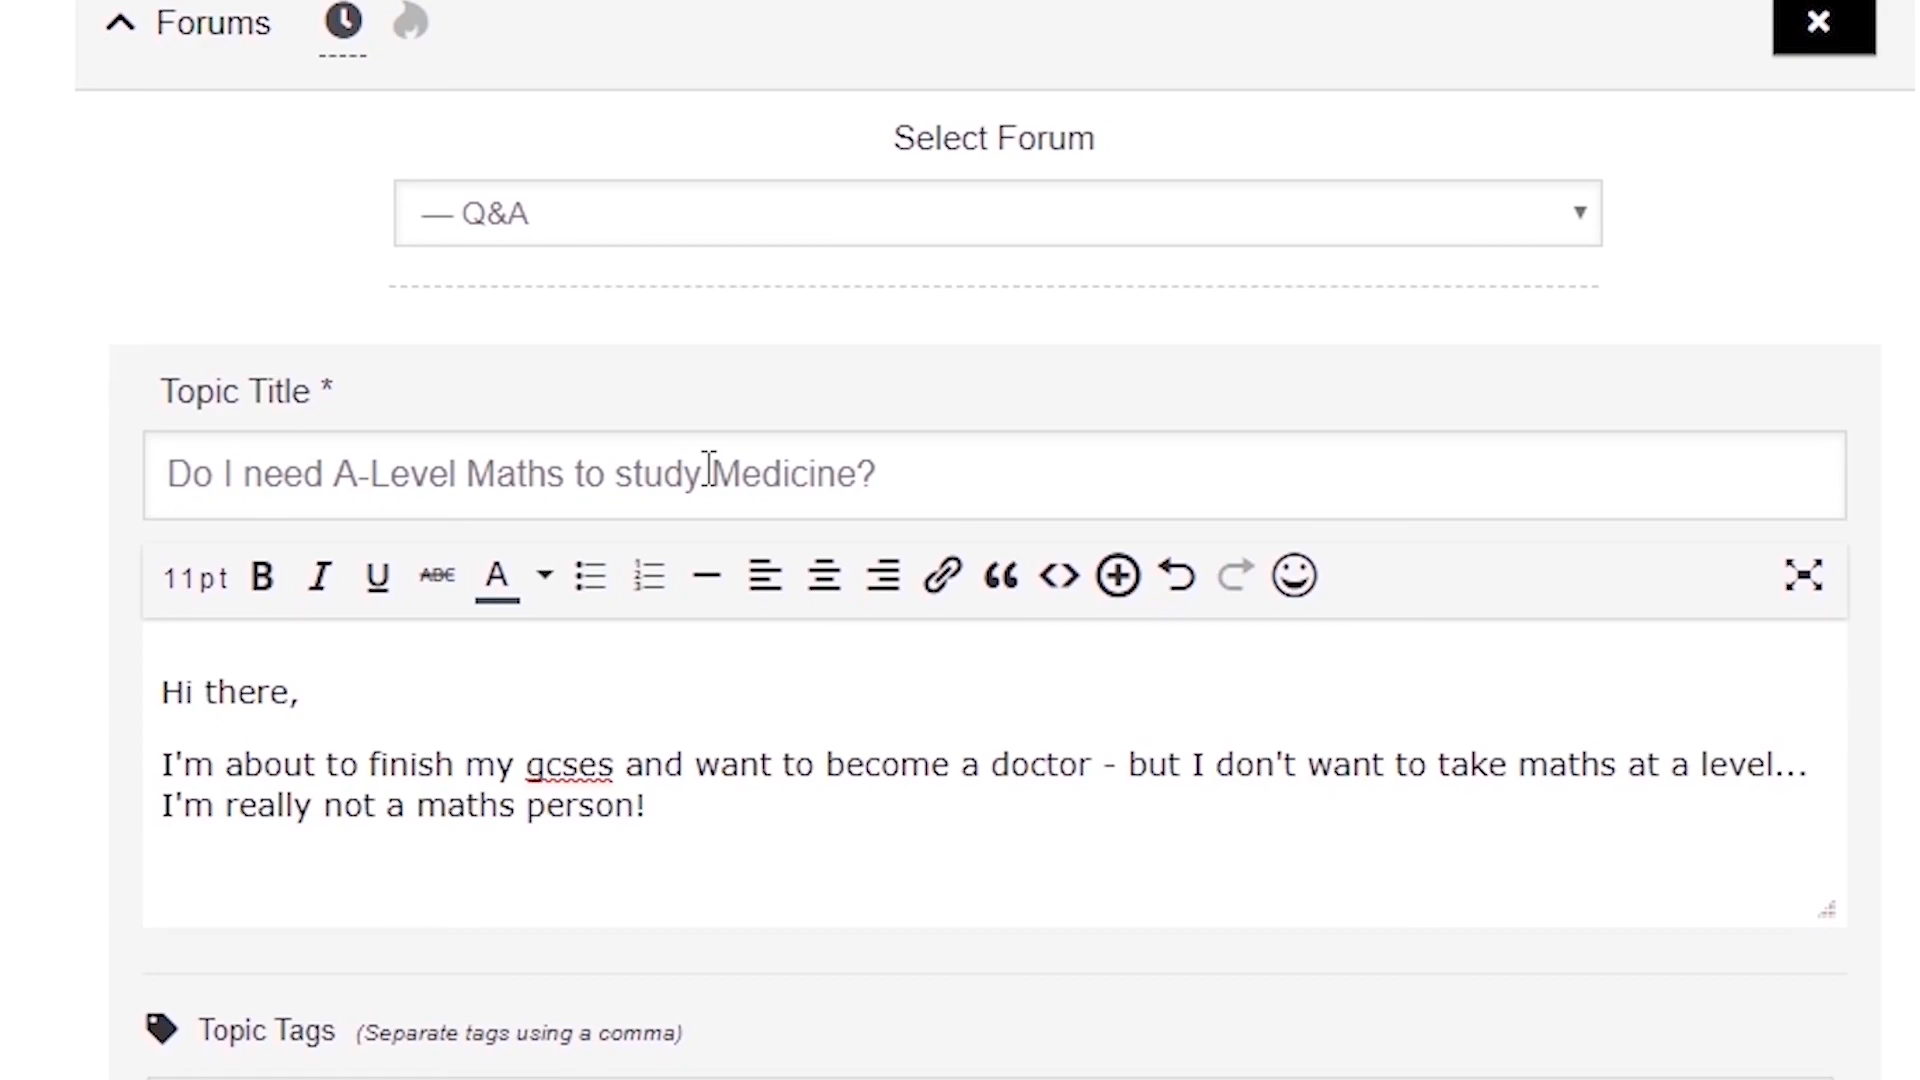 Forums
Select Forum
— Q&A
Topic Title *
Do I need A-Level Maths to study Medicine?
11pt B I U ABC A
Hi there,
I'm about to finish my gcses and want to become a doctor - but I don't want to take maths at a level...
I'm really not a maths person!
Topic Tags (Separate tags using a comma)